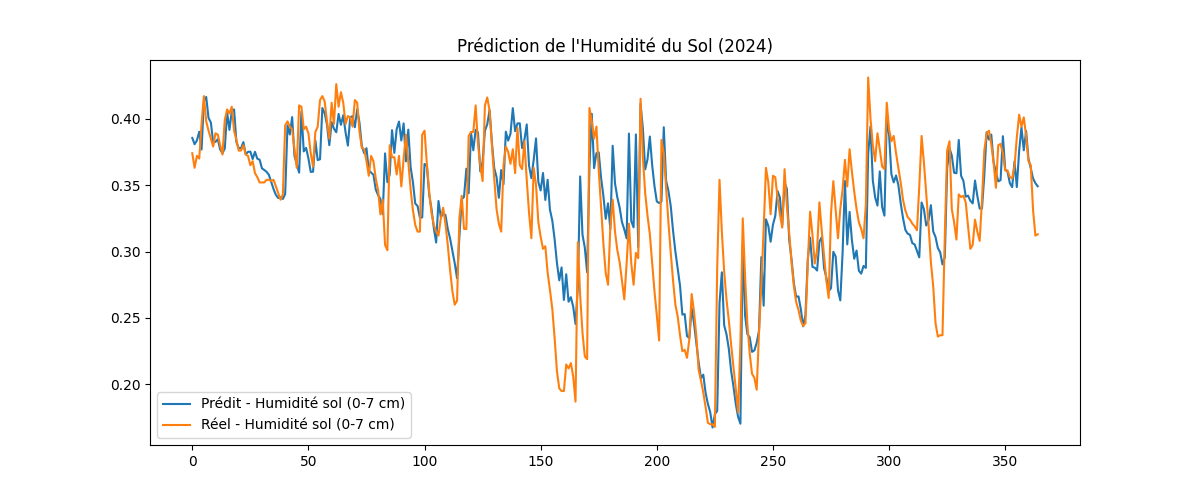 Prédiction de l'Humidité du Sol (2024)
0.40
0.35
0.30
0.25
0.20
Prédit - Humidité sol (0-7 cm)
Réel - Humidité sol (0-7 cm)
0 50 100 150 200 250 300 350